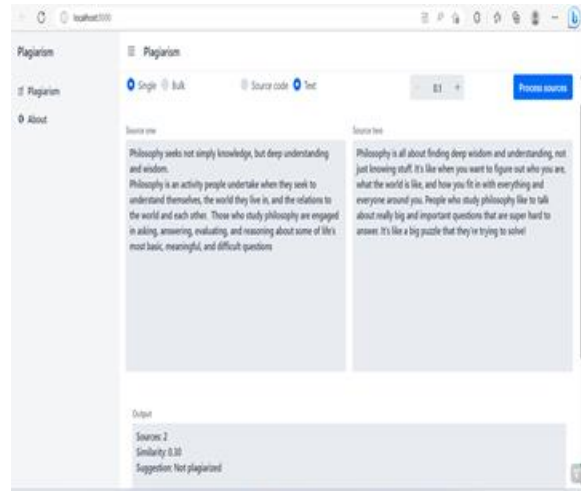 localhost:3000
Plagiarism
Plagiarism
Plagiarism
About
Single Bulk
Source code Text
- 0.1 +
Process sources
Source one
Philosophy seeks not simply knowledge, but deep understanding
and wisdom.
Philosophy is an activity people undertake when they seek to
understand themselves, the world they live in, and the relations to
the world and each other. Those who study philosophy are engaged
in asking, answering, evaluating, and reasoning about some of life's
most basic, meaningful, and difficult questions
Source two
Philosophy is all about finding deep wisdom and understanding, not
just knowing stuff. It's like when you want to figure out who you are,
what the world is like, and how you fit in with everything and
everyone around you. People who study philosophy like to talk
about really big and important questions that are super hard to
answer. It's like a big puzzle that they're trying to solve!
Output
Sources: 2
Similarity: 0.30
Suggestion: Not plagiarized